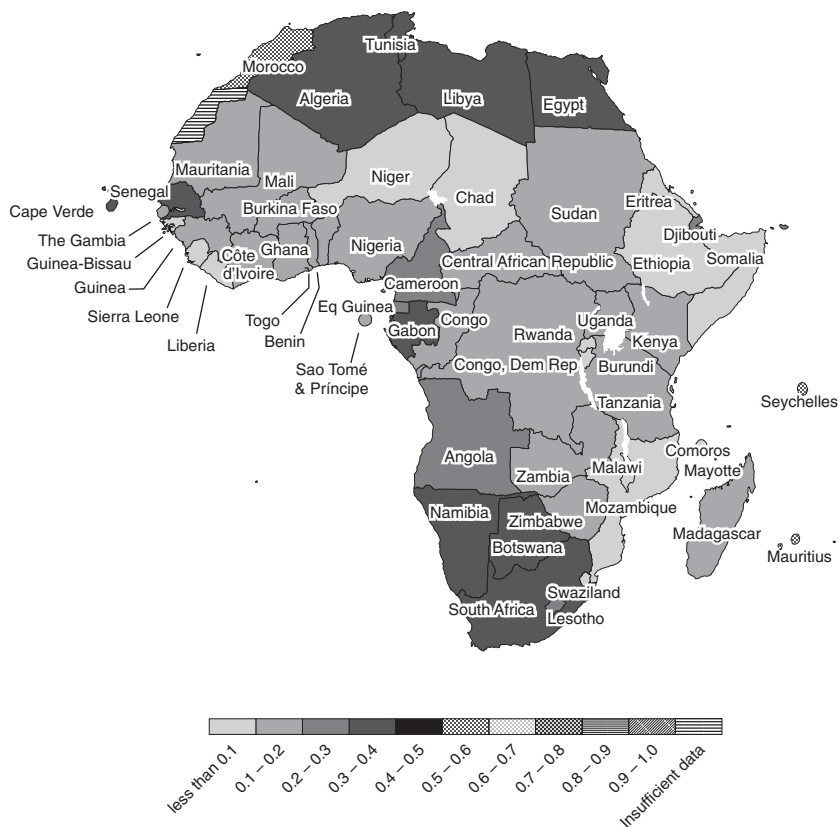 Tunisia
Morocco
Algeria
Libya
Egypt
Mauritania
Mali
Niger
Chad
Senegal
Cape Verde
Burkina Faso
Sudan
Eritrea
The Gambia
Djibouti
Guinea-Bissau
Côte
d'Ivoire
Ghana
Nigeria
Central African Republic
Ethiopia
Somalia
Guinea
Cameroon
Sierra Leone
Eq Guinea
Togo
Benin
Liberia
Gabon
Congo
Rwanda
Uganda
Kenya
Sao Tomé
& Príncipe
Congo, Dem Rep
Burundi
Tanzania
Seychelles
Angola
Comoros
Zambia
Malawi
Mayotte
Namibia
Mozambique
Zimbabwe
Madagascar
Botswana
Mauritius
Swaziland
South Africa
Lesotho
less than 0.1
0.1 – 0.2
0.2 – 0.3
0.3 – 0.4
0.4 – 0.5
0.5 – 0.6
0.6 – 0.7
0.7 – 0.8
0.8 – 0.9
0.9 – 1.0
Insufficient data